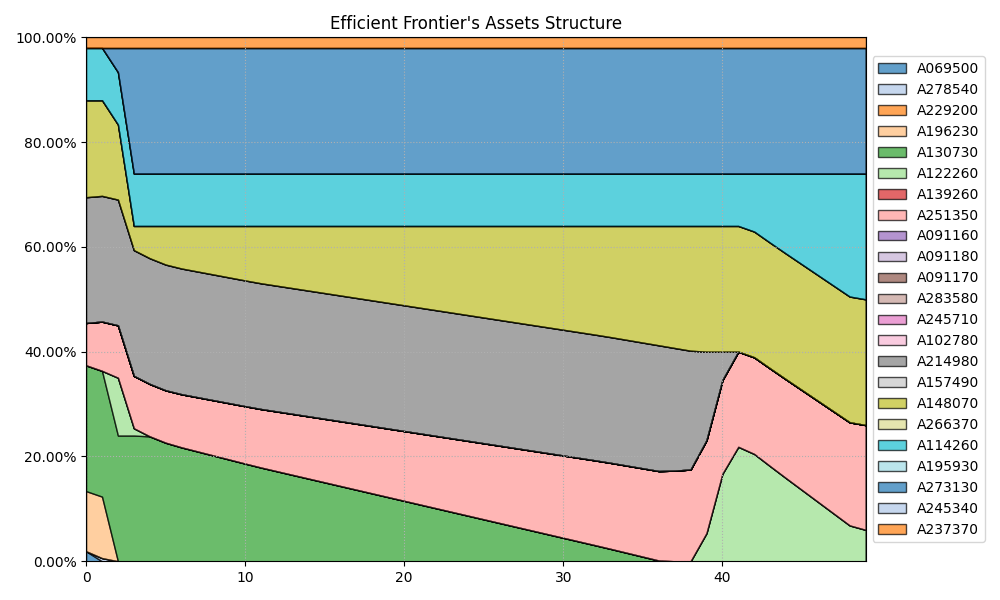 Efficient Frontier's Assets Structure
100.00%
80.00%
60.00%
40.00%
20.00%
0.00%
0
10
20
30
40
A069500
A278540
A229200
A196230
A130730
A122260
A139260
A251350
A091160
A091180
A091170
A283580
A245710
A102780
A214980
A157490
A148070
A266370
A114260
A195930
A273130
A245340
A237370